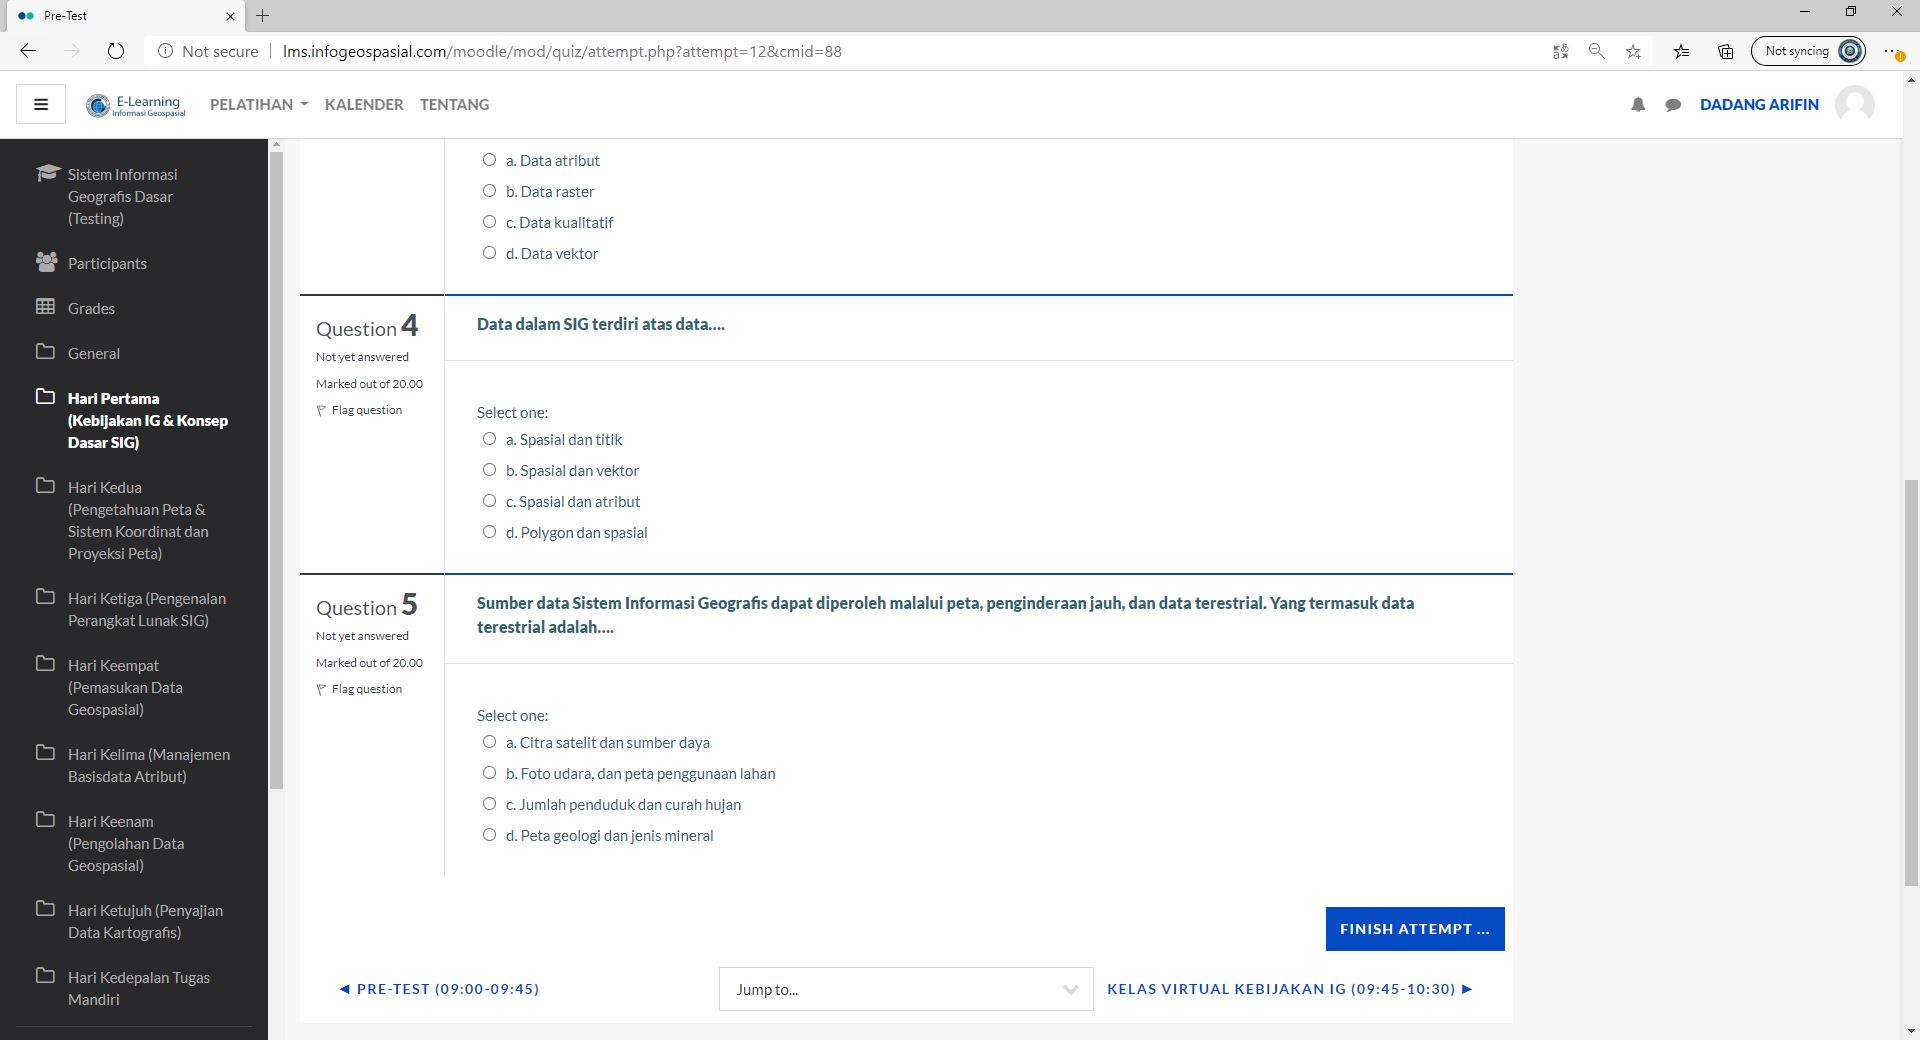 Pre-Test
Not secure
lms.infogeospasial.com/moodle/mod/quiz/attempt.php?attempt=12&cmid=88
Not syncing
E-Learning
Informasi Geospasial
PELATIHAN
KALENDER
TENTANG
DADANG ARIFIN
Sistem Informasi
Geografis Dasar
(Testing)
Participants
Grades
General
Hari Pertama
(Kebijakan IG & Konsep
Dasar SIG)
Hari Kedua
(Pengetahuan Peta &
Sistem Koordinat dan
Proyeksi Peta)
Hari Ketiga (Pengenalan
Perangkat Lunak SIG)
Hari Keempat
(Pemasukan Data
Geospasial)
Hari Kelima (Manajemen
Basisdata Atribut)
Hari Keenam
(Pengolahan Data
Geospasial)
Hari Ketujuh (Penyajian
Data Kartografis)
Hari Kedepalan Tugas
Mandiri
a. Data atribut
b. Data raster
c. Data kualitatif
d. Data vektor
Question 4
Not yet answered
Marked out of 20.00
Flag question
Data dalam SIG terdiri atas data....
Select one:
a. Spasial dan titik
b. Spasial dan vektor
c. Spasial dan atribut
d. Polygon dan spasial
Question 5
Not yet answered
Marked out of 20.00
Flag question
Sumber data Sistem Informasi Geografis dapat diperoleh malalui peta, penginderaan jauh, dan data terestrial. Yang termasuk data
terestrial adalah....
Select one:
a. Citra satelit dan sumber daya
b. Foto udara, dan peta penggunaan lahan
c. Jumlah penduduk dan curah hujan
d. Peta geologi dan jenis mineral
FINISH ATTEMPT ...
◄ PRE-TEST (09:00-09:45)
Jump to...
KELAS VIRTUAL KEBIJAKAN IG (09:45-10:30) ►